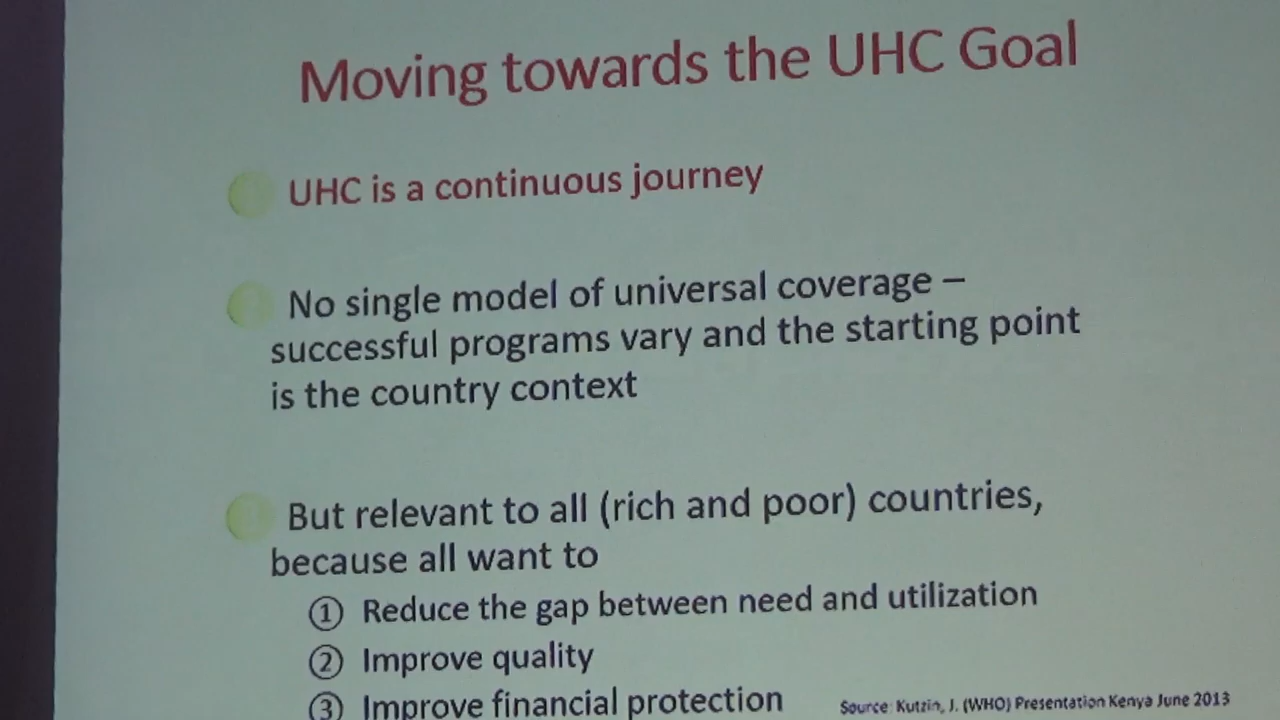 Moving towards the UHC Goal
UHC is a continuous journey
No single model of universal coverage –
successful programs vary and the starting point
is the country context
But relevant to all (rich and poor) countries,
because all want to
① Reduce the gap between need and utilization
② Improve quality
③ Improve financial protection
Source: Kutzin, J. (WHO) Presentation Kenya June 2013